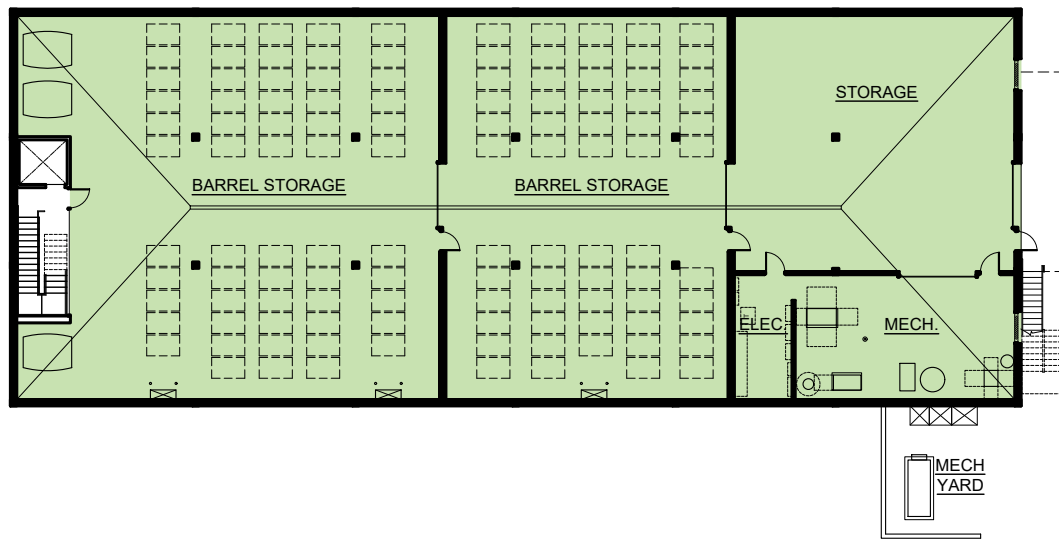 STORAGE
BARREL STORAGE
BARREL STORAGE
ELEC.
MECH.
MECH
YARD